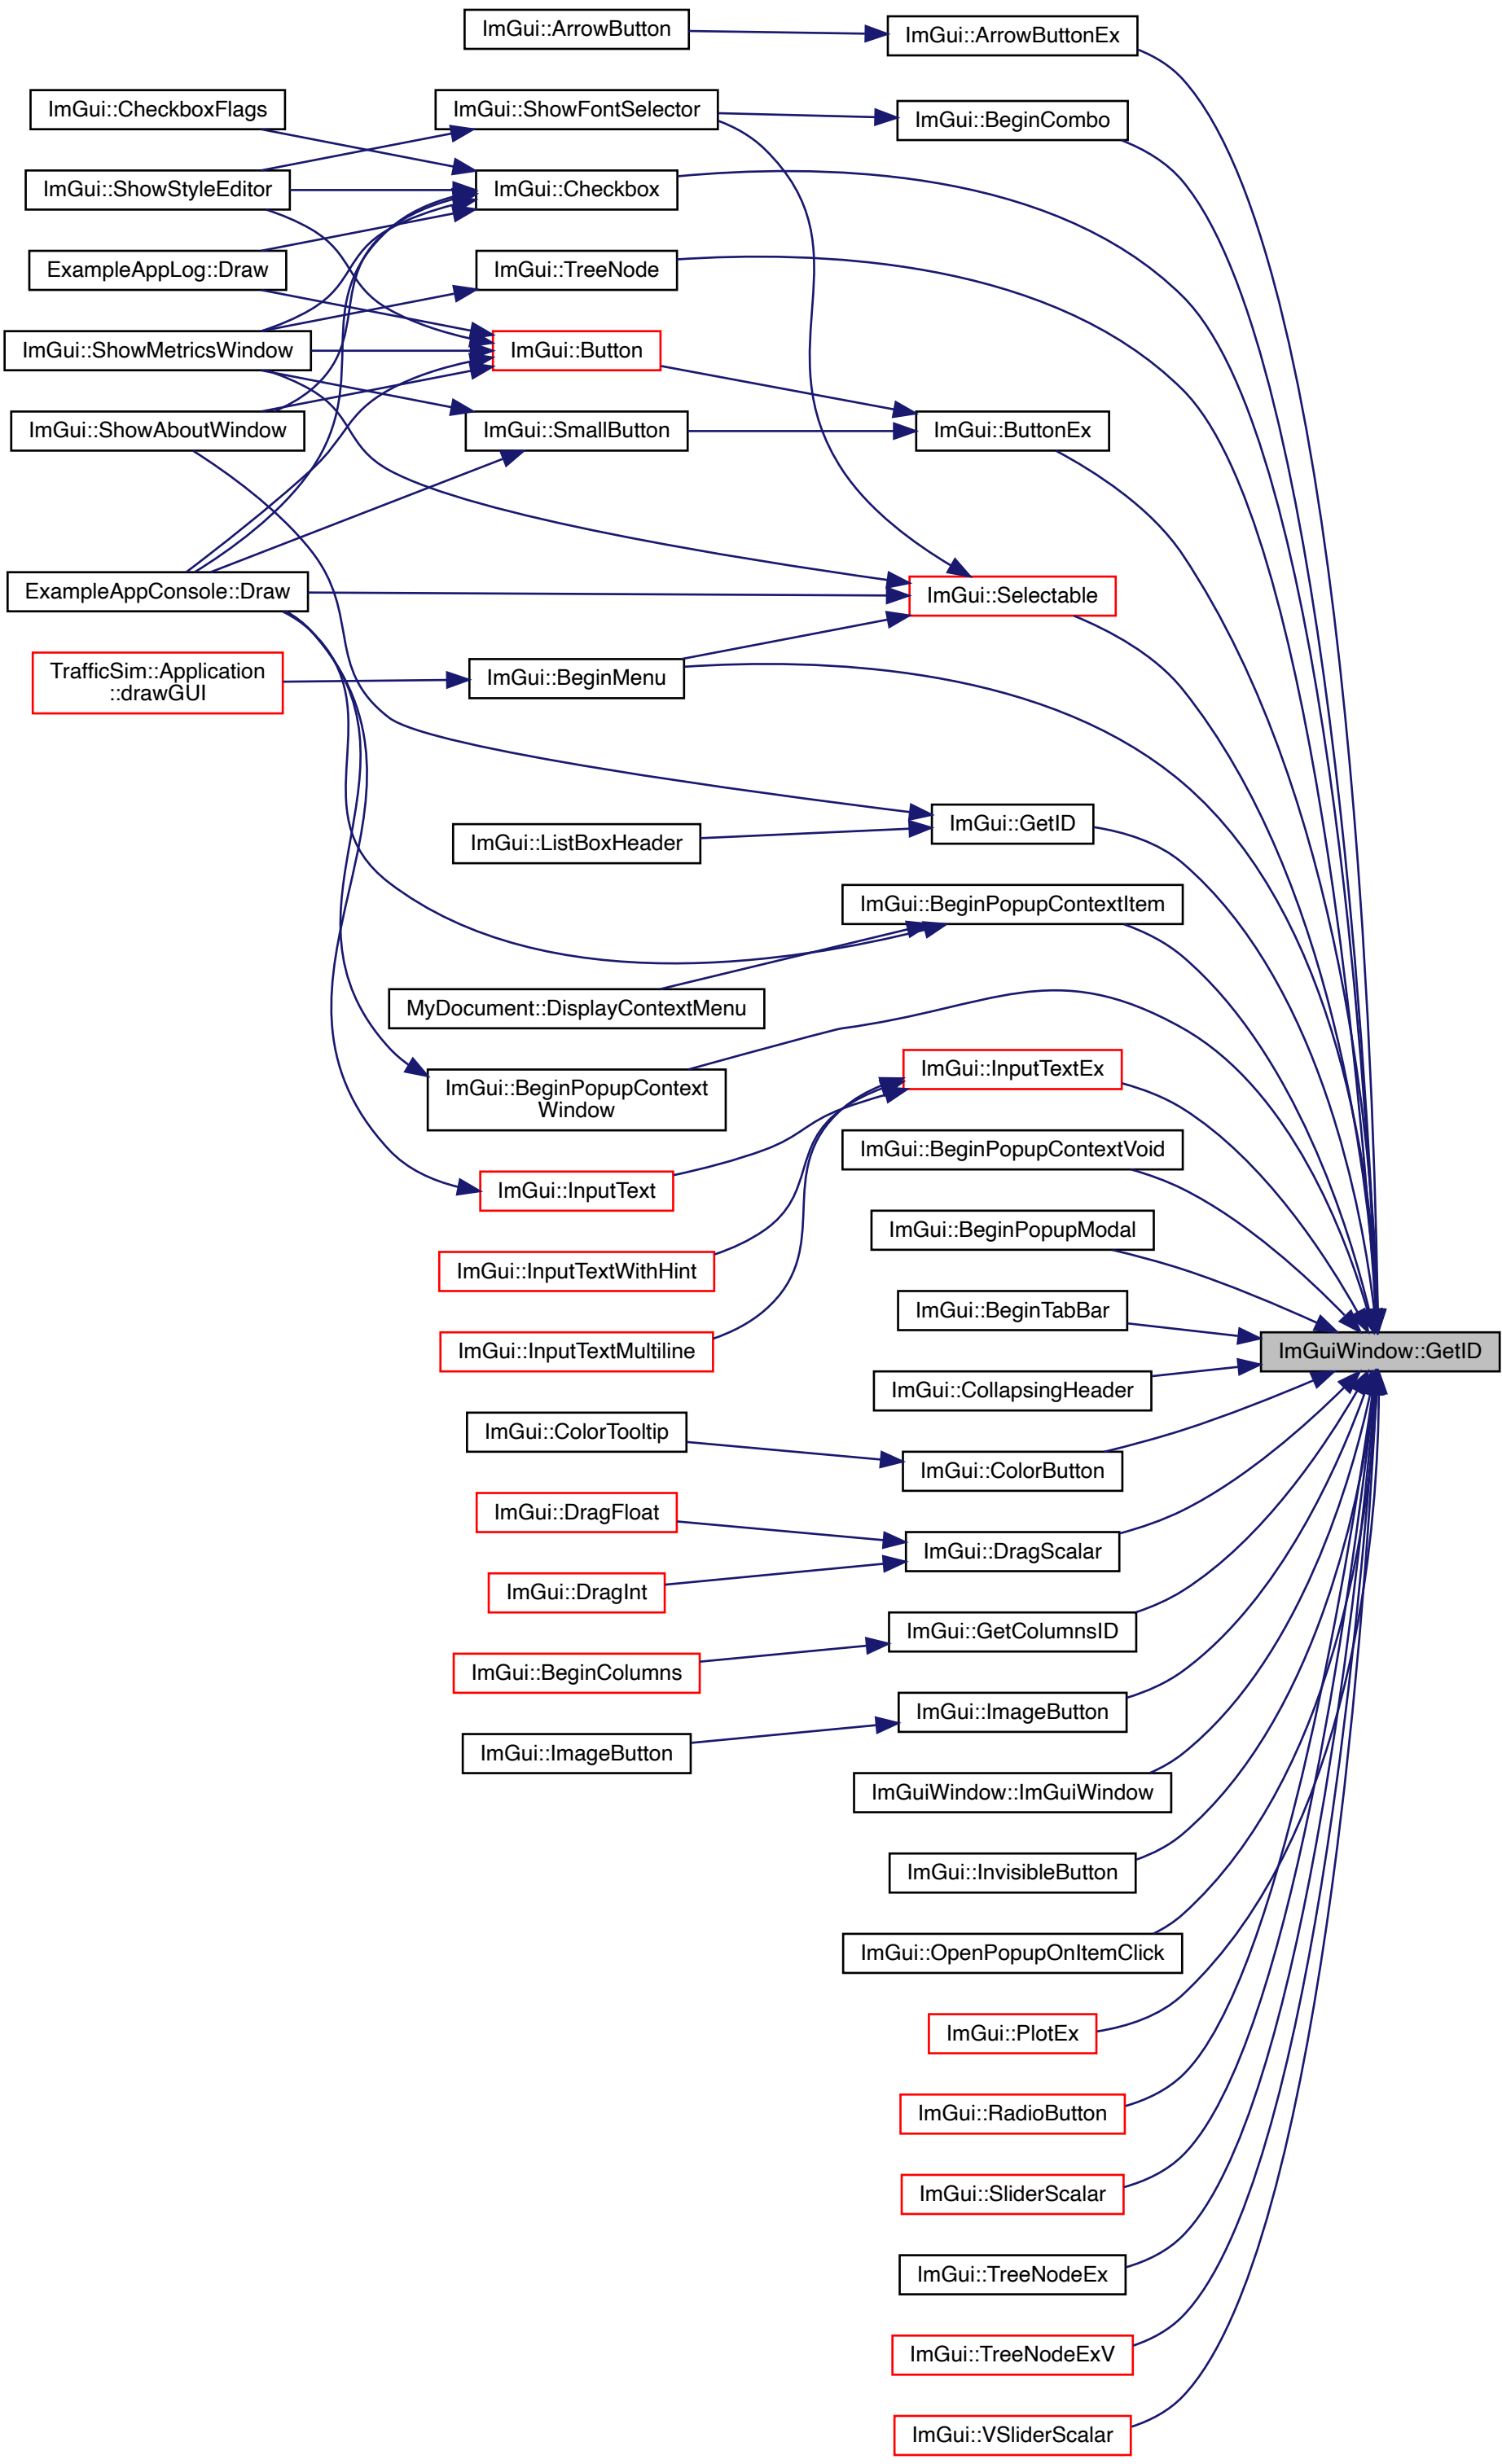 ImGui::ArrowButton
ImGui::ArrowButtonEx
ImGui::CheckboxFlags
ImGui::ShowFontSelector
ImGui::BeginCombo
ImGui::ShowStyleEditor
ImGui::Checkbox
ExampleAppLog::Draw
ImGui::TreeNode
ImGui::ShowMetricsWindow
ImGui::Button
ImGui::ShowAboutWindow
ImGui::SmallButton
ImGui::ButtonEx
ExampleAppConsole::Draw
ImGui::Selectable
TrafficSim::Application
::drawGUI
ImGui::BeginMenu
ImGui::GetID
ImGui::ListBoxHeader
ImGui::BeginPopupContextItem
MyDocument::DisplayContextMenu
ImGui::InputTextEx
ImGui::BeginPopupContext
Window
ImGui::BeginPopupContextVoid
ImGui::InputText
ImGui::BeginPopupModal
ImGui::InputTextWithHint
ImGui::BeginTabBar
ImGui::InputTextMultiline
ImGuiWindow::GetID
ImGui::CollapsingHeader
ImGui::ColorTooltip
ImGui::ColorButton
ImGui::DragFloat
ImGui::DragScalar
ImGui::DragInt
ImGui::GetColumnsID
ImGui::BeginColumns
ImGui::ImageButton
ImGui::ImageButton
ImGuiWindow::ImGuiWindow
ImGui::InvisibleButton
ImGui::OpenPopupOnItemClick
ImGui::PlotEx
ImGui::RadioButton
ImGui::SliderScalar
ImGui::TreeNodeEx
ImGui::TreeNodeExV
ImGui::VSliderScalar